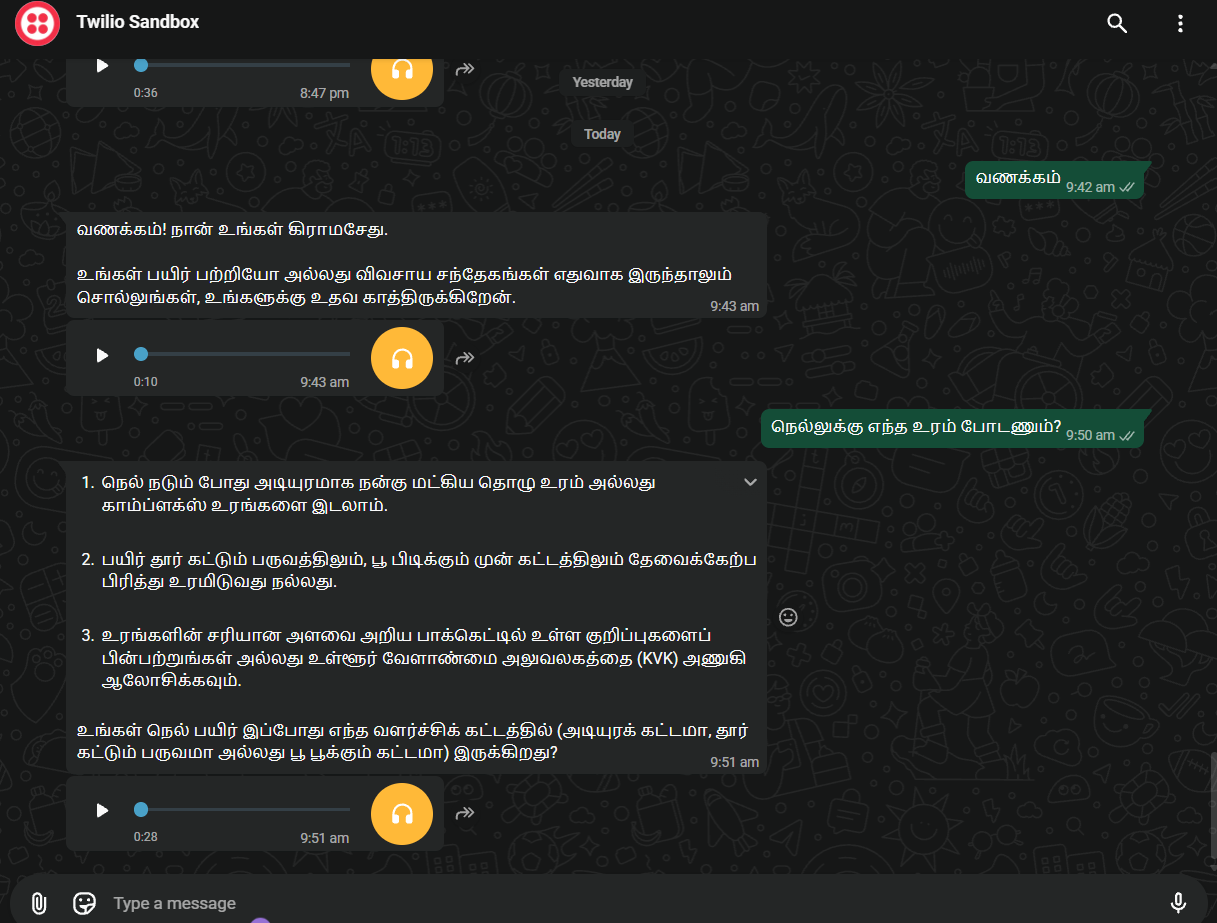 Twilio Sandbox
0:36 8:47 pm
Yesterday
Today
வணக்கம் 9:42 am
வணக்கம்! நான் உங்கள் கிராமசேது.
உங்கள் பயிர் பற்றியோ அல்லது விவசாய சந்தேகங்கள் எதுவாக இருந்தாலும்
சொல்லுங்கள், உங்களுக்கு உதவ காத்திருக்கிறேன்.
9:43 am
0:10 9:43 am
நெல்லுக்கு எந்த உரம் போடணும்? 9:50 am
1. நெல் நடும் போது அடியுரமாக நன்கு மட்கிய தொழு உரம் அல்லது
காம்ப்ளக்ஸ் உரங்களை இடலாம்.
2. பயிர் தூர் கட்டும் பருவத்திலும், பூ பிடிக்கும் முன் கட்டத்திலும் தேவைக்கேற்ப
பிரித்து உரமிடுவது நல்லது.
3. உரங்களின் சரியான அளவை அறிய பாக்கெட்டில் உள்ள குறிப்புகளைப்
பின்பற்றுங்கள் அல்லது உள்ளூர் வேளாண்மை அலுவலகத்தை (KVK) அணுகி
ஆலோசிக்கவும்.
உங்கள் நெல் பயிர் இப்போது எந்த வளர்ச்சிக் கட்டத்தில் (அடியுரக் கட்டமா, தூர்
கட்டும் பருவமா அல்லது பூ பூக்கும் கட்டமா) இருக்கிறது?
9:51 am
0:28 9:51 am
Type a message